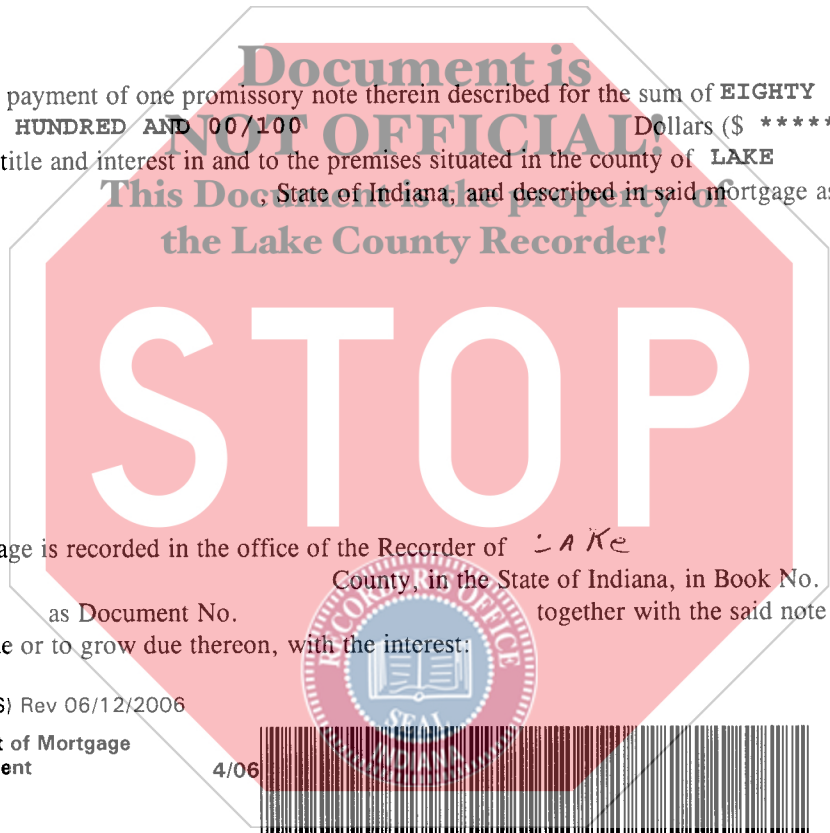 Document is
payment of one promissory note therein described for the sum of EIGHTY
HUNDRED AND 00/100 Dollars ($ *****
NOT OFFICIAL!
title and interest in and to the premises situated in the county of LAKE
This Document is the property of
, State of Indiana, and described in said mortgage as
the Lake County Recorder!
STOP
age is recorded in the office of the Recorder of LAKe
County, in the State of Indiana, in Book No.
as Document No. together with the said note
e or to grow due thereon, with the interest:
RECORDER'S OFFICE
SEAL
INDIANA
S) Rev 06/12/2006
t of Mortgage
ent 4/06